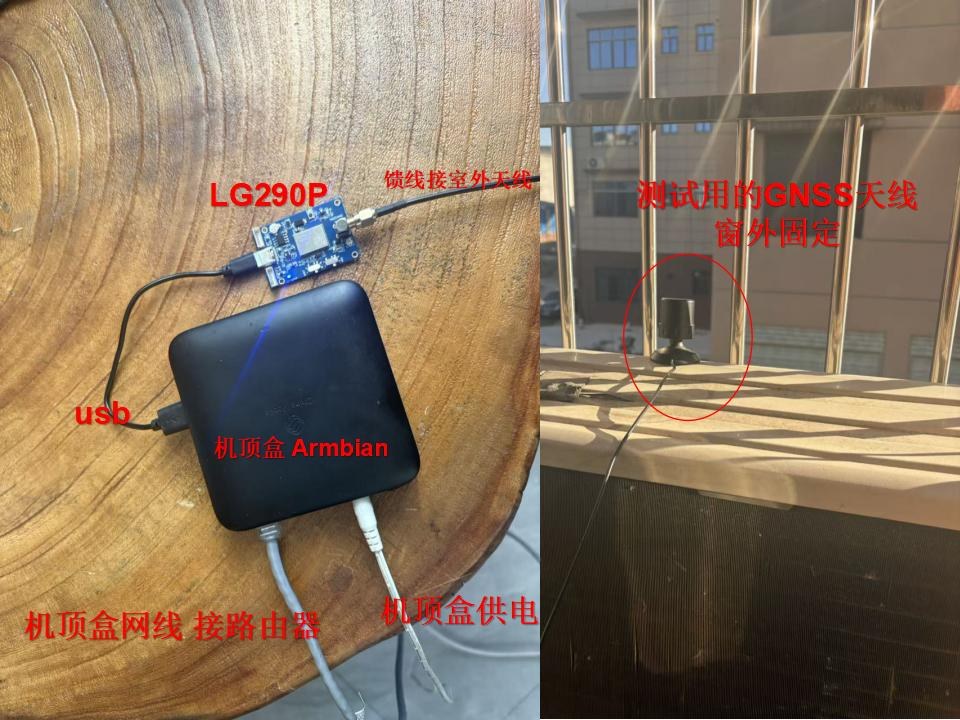 LG290P
馈线接室外天线
usb
机顶盒 Armbian
机顶盒网线 接路由器
机顶盒供电
测试用的GNSS天线
窗外固定